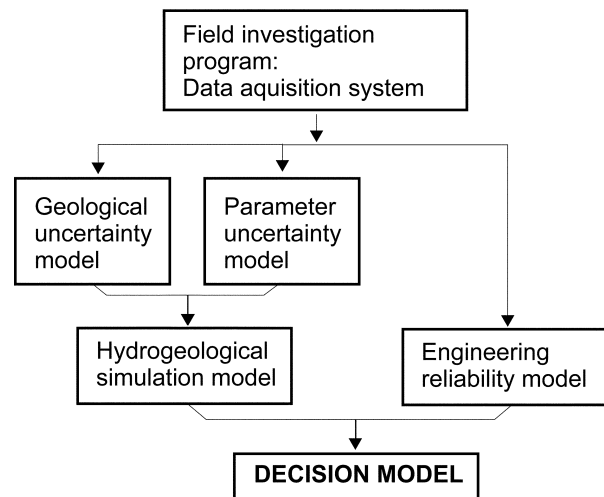 Field investigation
program:
Data aquisition system
Geological
uncertainty
model
Parameter
uncertainty
model
Hydrogeological
simulation model
Engineering
reliability model
DECISION MODEL